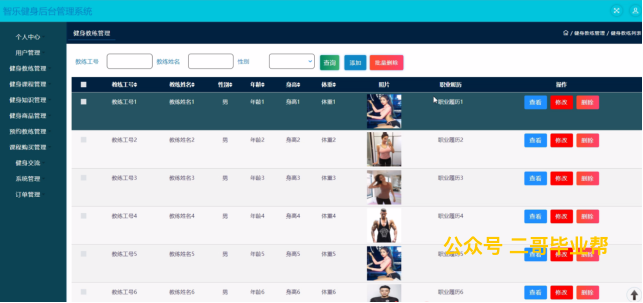 智乐健身后台管理系统
个人中心
用户管理
健身教练管理
健身课程管理
健身知识管理
健身商品管理
预约教练管理
课程购买管理
健身交流
系统管理
订单管理
健身教练管理
/ 健身教练管理 / 健身教练列表
教练工号 教练姓名 性别 查询 添加 批量删除
教练工号 教练姓名 性别 年龄 身高 体重 照片 职业履历 操作
教练工号1 教练姓名1 男 年龄1 身高1 体重1 职业履历1 查看 修改 删除
教练工号2 教练姓名2 男 年龄2 身高2 体重2 职业履历2 查看 修改 删除
教练工号3 教练姓名3 男 年龄3 身高3 体重3 职业履历3 查看 修改 删除
教练工号4 教练姓名4 男 年龄4 身高4 体重4 职业履历4 查看 修改 删除
公众号 二哥毕业帮
教练工号5 教练姓名5 男 年龄5 身高5 体重5 职业履历5 查看 修改 删除
教练工号6 教练姓名6 男 年龄6 身高6 体重6 职业履历6 查看 修改 删除